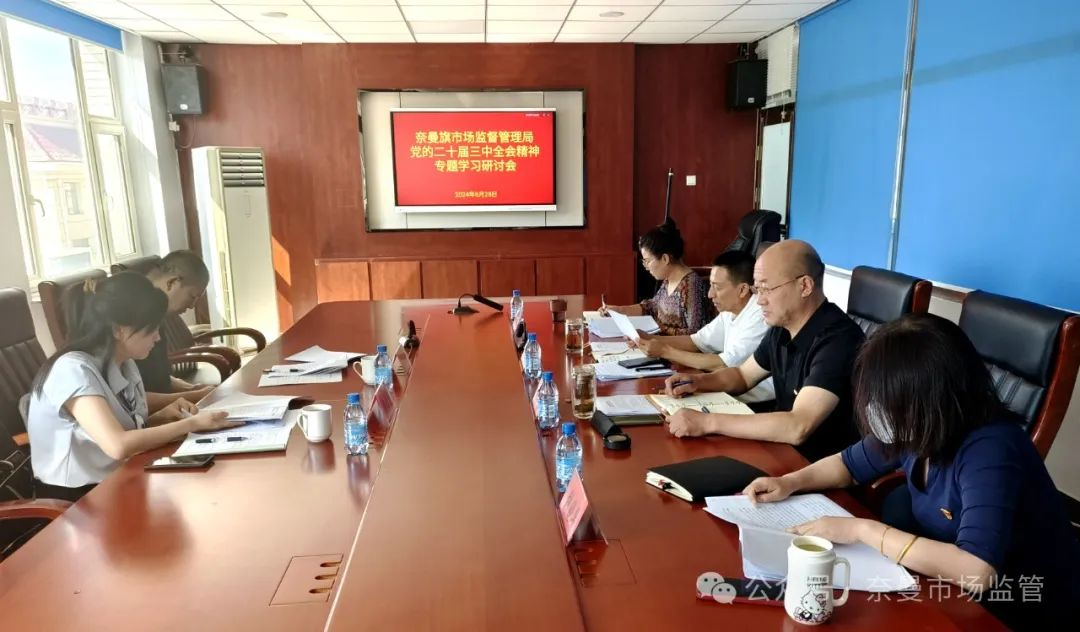 奈曼旗市场监督管理局
党的二十届三中全会精神
专题学习研讨会
2024年8月28日
公众号 奈曼市场监管